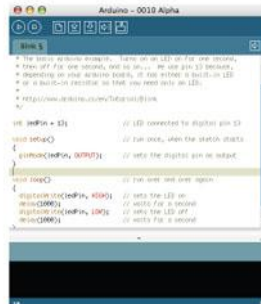 Arduino - 0010 Alpha
Blink §
* The basic Arduino example. Turns on an LED on for one second,
* then off for one second, and so on... We use pin 13 because,
* depending on your Arduino board, it has either a built-in LED
* or a built-in resistor so that you need only an LED.
*
* http://www.arduino.cc/en/Tutorial/Blink
*/
int ledPin = 13; // LED connected to digital pin 13
void setup() // run once, when the sketch starts
{
pinMode(ledPin, OUTPUT); // sets the digital pin as output
}
void loop() // run over and over again
{
digitalWrite(ledPin, HIGH); // sets the LED on
delay(1000); // waits for a second
digitalWrite(ledPin, LOW); // sets the LED off
delay(1000); // waits for a second
}